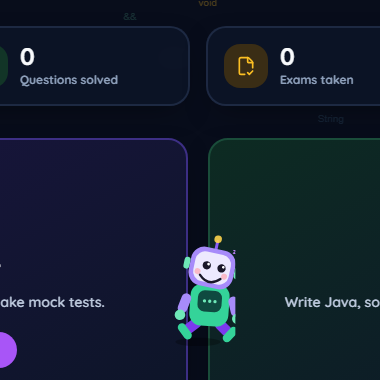 void
&&
0
Questions solved
0
Exams taken
String
ake mock tests.
Write Java, so